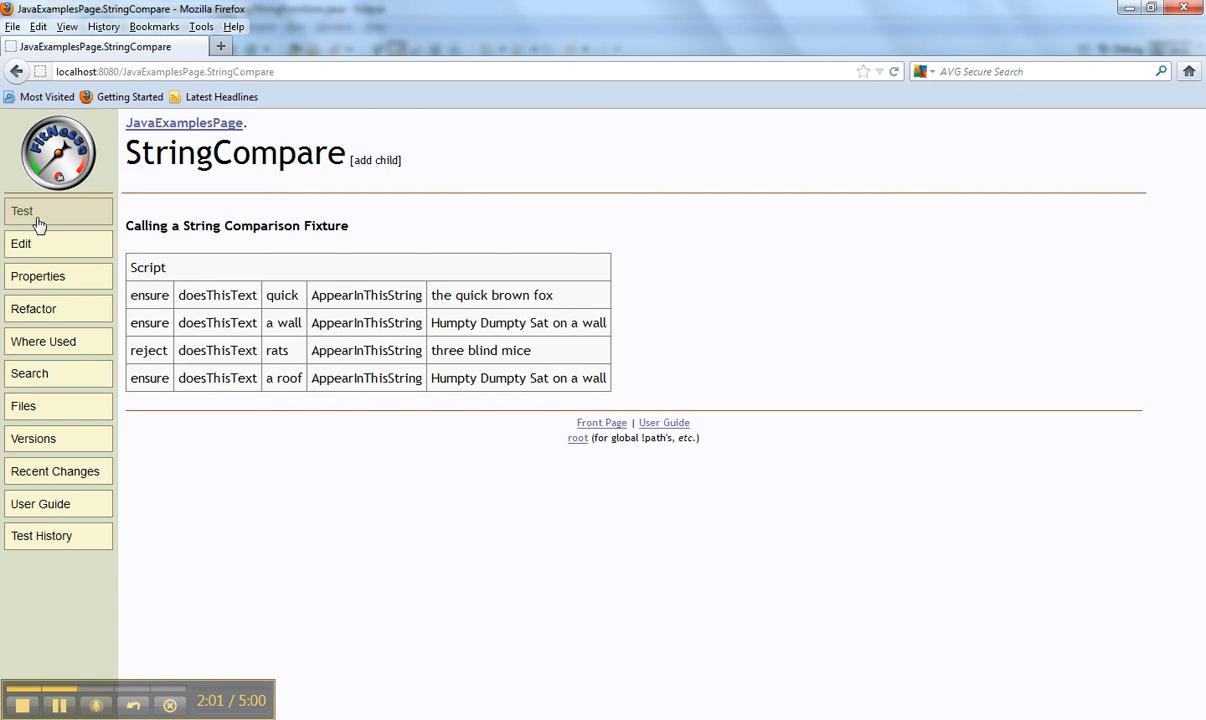 JavaExamplesPage.StringCompare - Mozilla Firefox
File Edit View History Bookmarks Tools Help
JavaExamplesPage.StringCompare
localhost:8080/JavaExamplesPage.StringCompare
AVG Secure Search
Most Visited Getting Started Latest Headlines
FitNesse
JavaExamplesPage.
StringCompare [add child]
Test
Edit
Properties
Refactor
Where Used
Search
Files
Versions
Recent Changes
User Guide
Test History
Calling a String Comparison Fixture
Script
ensure doesThisText quick AppearInThisString the quick brown fox
ensure doesThisText a wall AppearInThisString Humpty Dumpty Sat on a wall
reject doesThisText rats AppearInThisString three blind mice
ensure doesThisText a roof AppearInThisString Humpty Dumpty Sat on a wall
Front Page | User Guide
root (for global !path's, etc.)
2:01 / 5:00